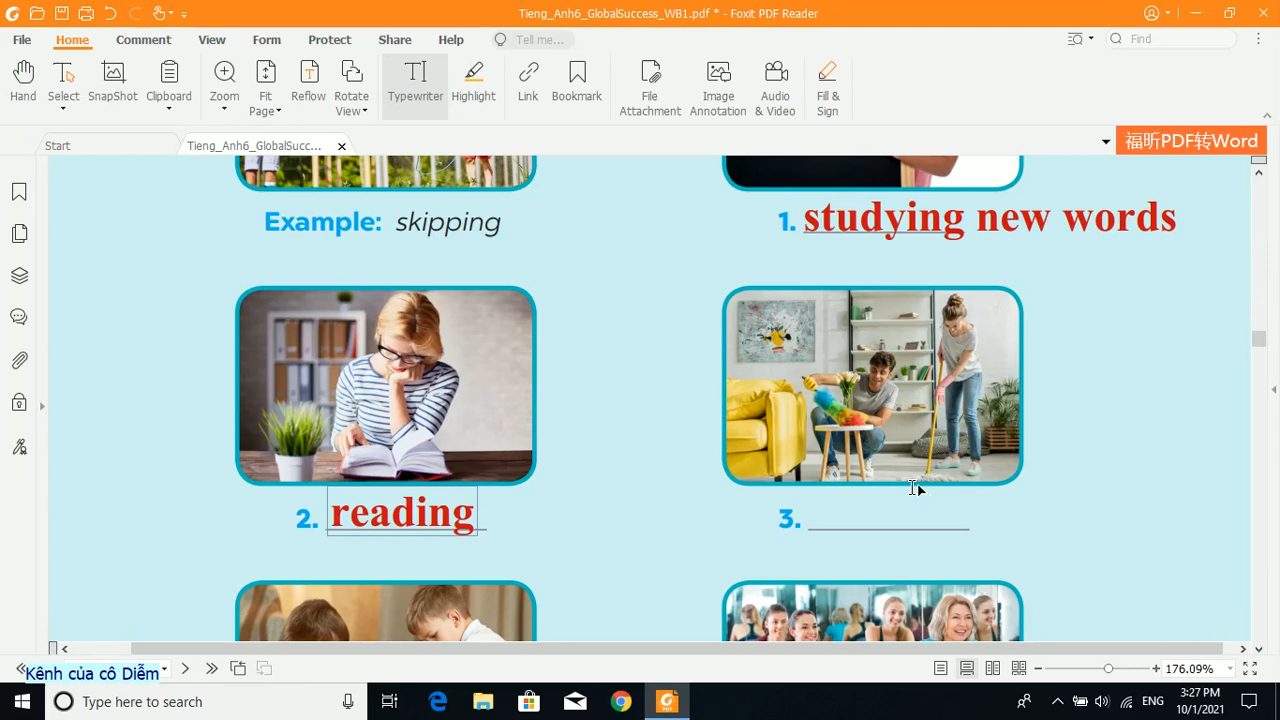 Tieng_Anh6_GlobalSuccess_WB1.pdf * - Foxit PDF Reader
File Home Comment View Form Protect Share Help Tell me... Find
Hand Select SnapShot Clipboard Zoom Fit Page Reflow Rotate View Typewriter Highlight Link Bookmark File Attachment Image Annotation Audio & Video Fill & Sign
Start Tieng_Anh6_GlobalSucc... 福昕PDF转Word
Example: skipping
1. studying new words
2. reading
3.
Kênh của cô Diễm
176.09%
Type here to search
ENG
3:27 PM
10/1/2021